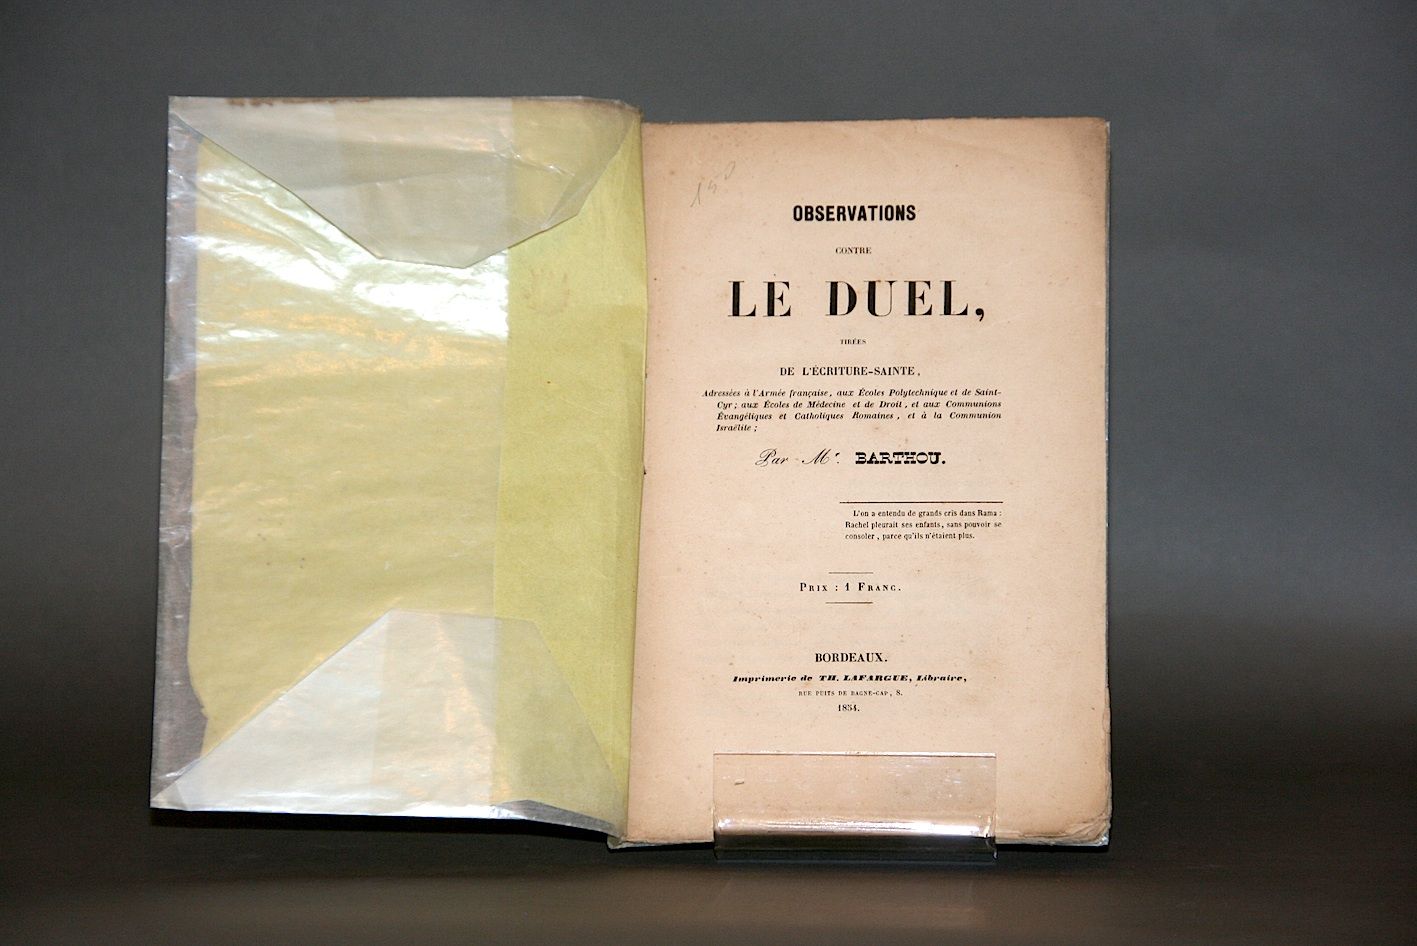 150
OBSERVATIONS
CONTRE
LE DUEL,
TIRÉES
DE L'ÉCRITURE-SAINTE,
Adressées à l'Armée française, aux Écoles Polytechnique et de Saint-
Cyr; aux Écoles de Médecine et de Droit, et aux Communions
Évangéliques et Catholiques Romaines, et à la Communion
Israélite;
Par Mr. BARTHOU.
L'on a entendu de grands cris dans Rama :
Rachel pleurait ses enfants, sans pouvoir se
consoler, parce qu'ils n'étaient plus.
PRIX : 1 FRANC.
BORDEAUX.
Imprimerie de TH. LAFARGUE, Libraire,
RUE PUITS DE BAGNE-CAP, 8.
1834.